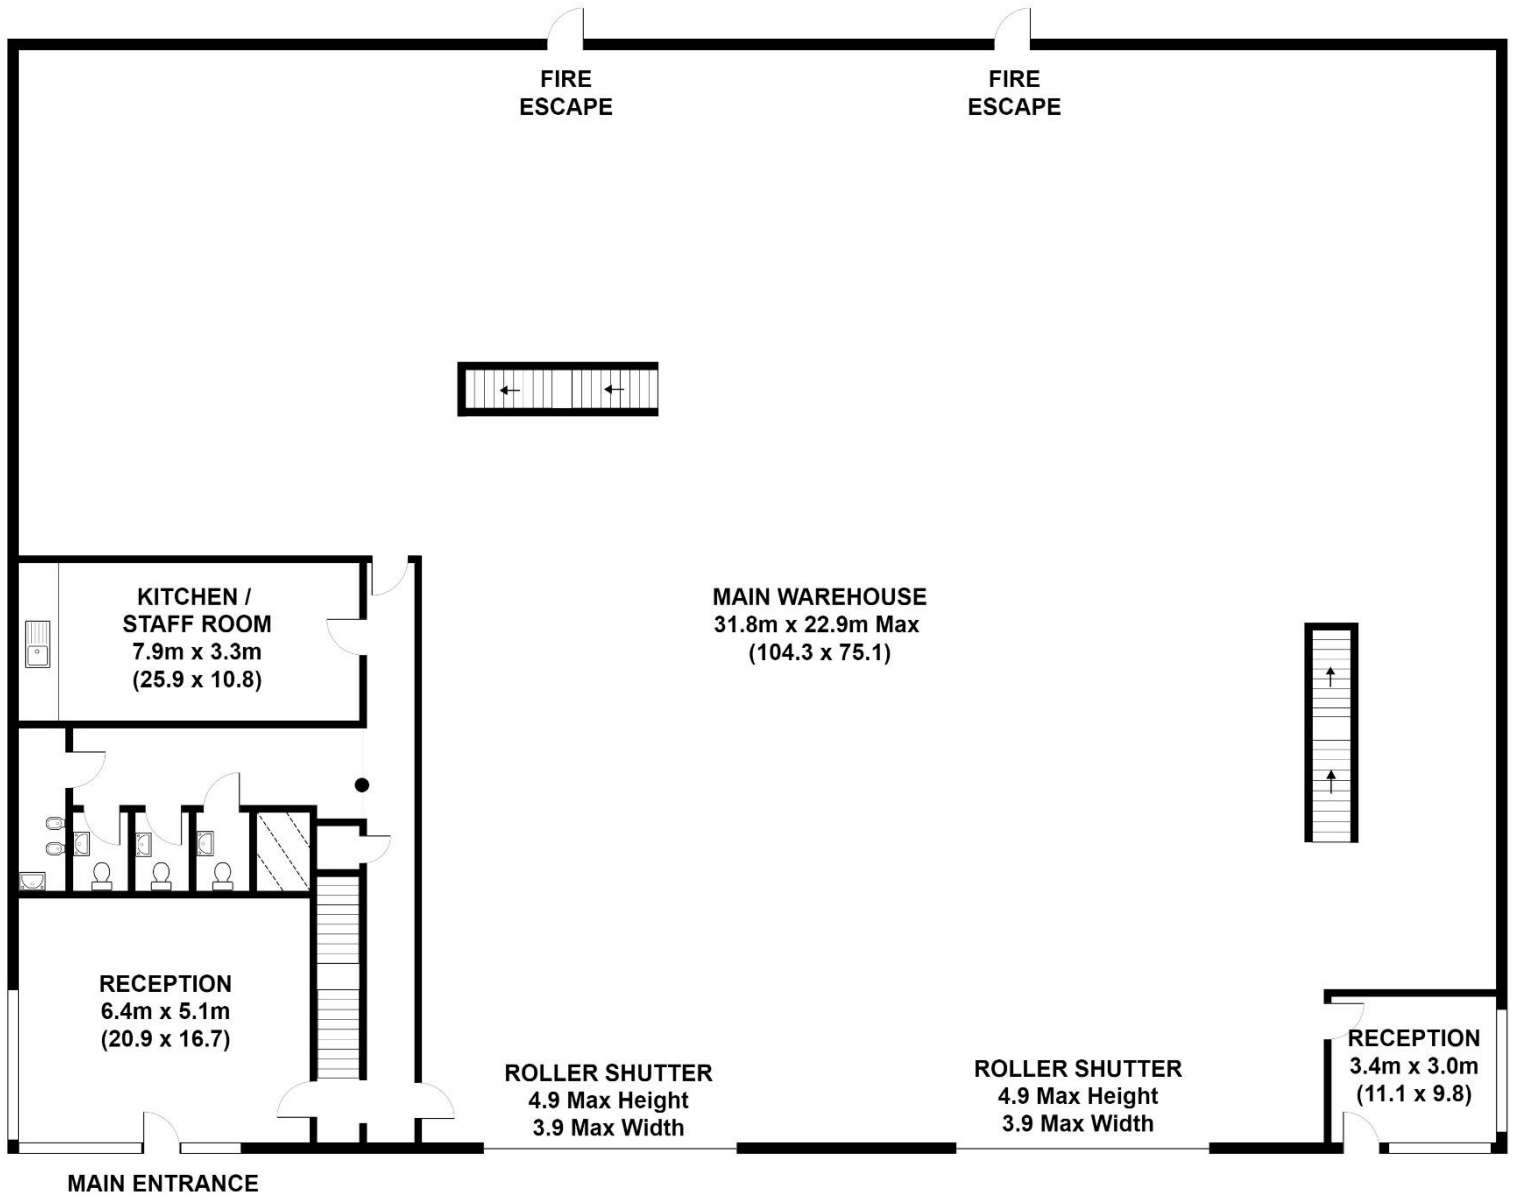 FIRE
ESCAPE
FIRE
ESCAPE
KITCHEN /
STAFF ROOM
7.9m x 3.3m
(25.9 x 10.8)
MAIN WAREHOUSE
31.8m x 22.9m Max
(104.3 x 75.1)
RECEPTION
6.4m x 5.1m
(20.9 x 16.7)
ROLLER SHUTTER
4.9 Max Height
3.9 Max Width
ROLLER SHUTTER
4.9 Max Height
3.9 Max Width
RECEPTION
3.4m x 3.0m
(11.1 x 9.8)
MAIN ENTRANCE